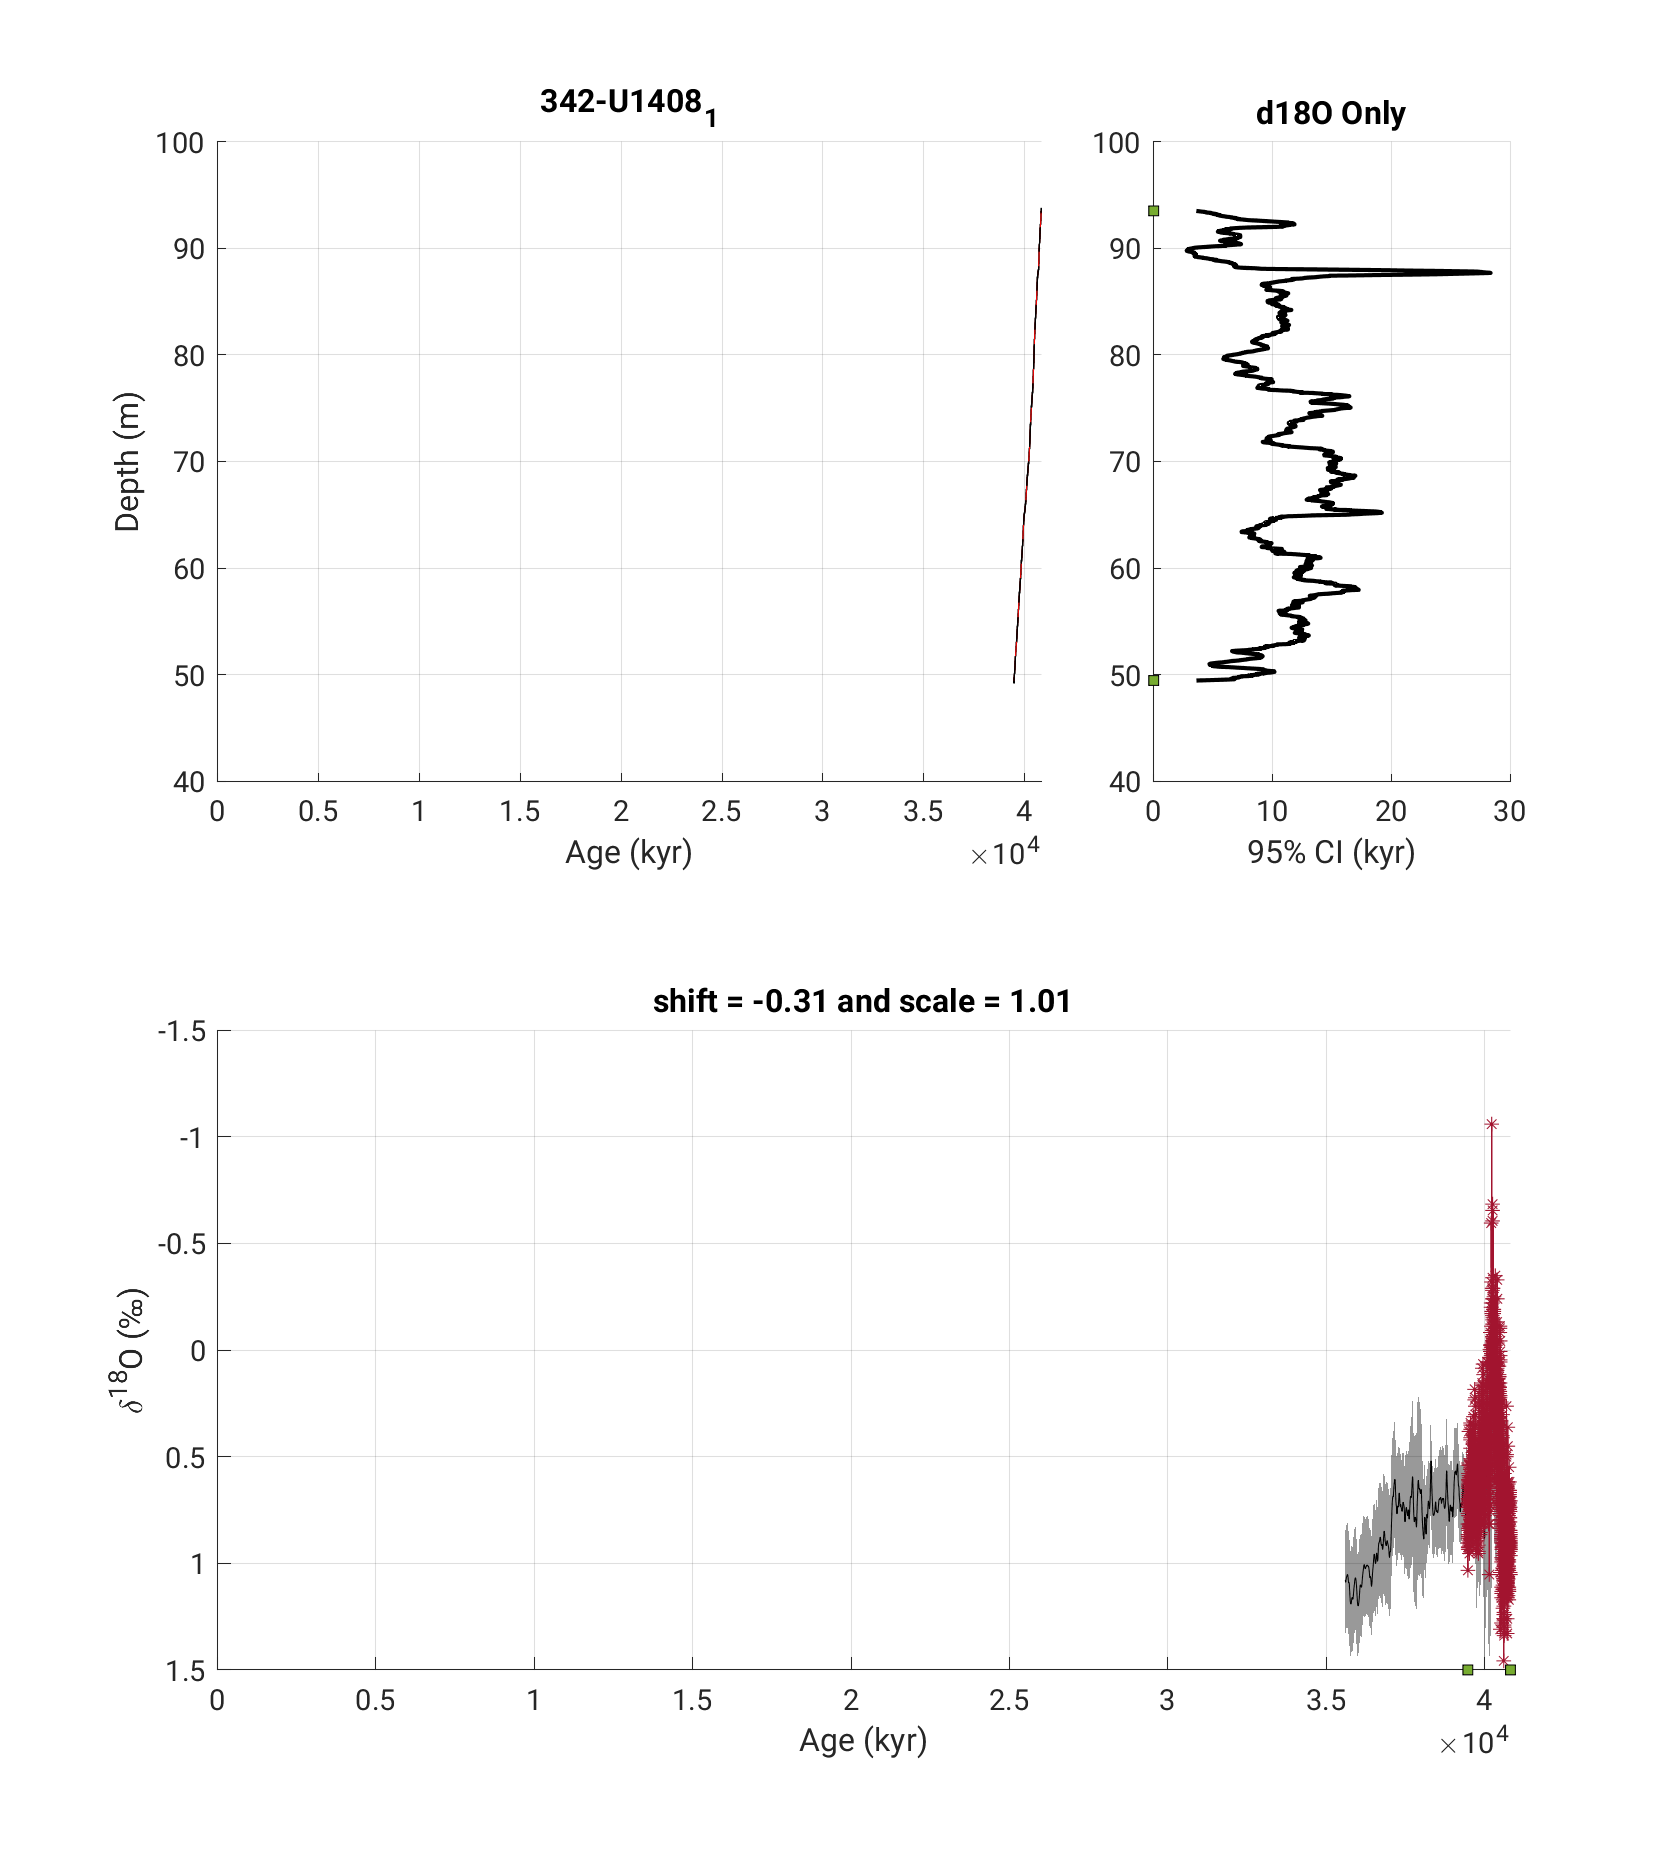 342-U1408₁
100
90
80
70
60
50
40
Depth (m)
0 0.5 1 1.5 2 2.5 3 3.5 4
×10⁴
Age (kyr)
d18O Only
100
90
80
70
60
50
40
0 10 20 30
95% CI (kyr)
shift = -0.31 and scale = 1.01
-1.5
-1
-0.5
0
0.5
1
1.5
δ¹⁸O (‰)
0 0.5 1 1.5 2 2.5 3 3.5 4
×10⁴
Age (kyr)